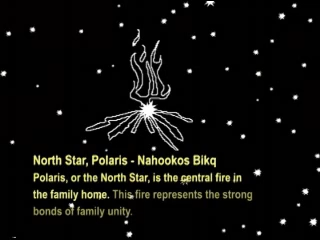 North Star, Polaris - Nahookos Bikq
Polaris, or the North Star, is the central fire in
the family home. This fire represents the strong
bonds of family unity.